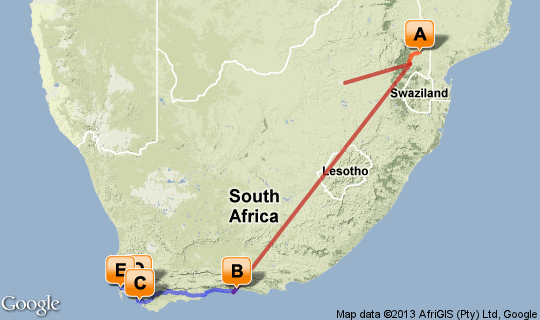 A
Swaziland
Lesotho
South
Africa
B
E
D
C
Google
Map data ©2013 AfriGIS (Pty) Ltd, Google